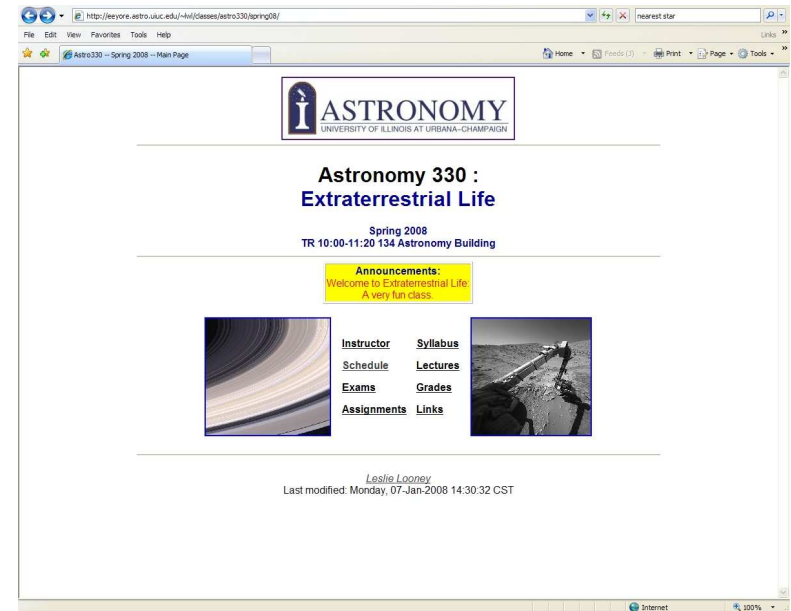 http://eeyore.astro.uiuc.edu/~lwl/classes/astro330/spring08/
nearest star
File Edit View Favorites Tools Help
Links
Astro330 -- Spring 2008 -- Main Page
Home Feeds (J) Print Page Tools
ASTRONOMY
UNIVERSITY OF ILLINOIS AT URBANA-CHAMPAIGN
Astronomy 330 :
Extraterrestrial Life
Spring 2008
TR 10:00-11:20 134 Astronomy Building
Announcements:
Welcome to Extraterrestrial Life:
A very fun class.
Instructor Syllabus
Schedule Lectures
Exams Grades
Assignments Links
Leslie Looney
Last modified: Monday, 07-Jan-2008 14:30:32 CST
Internet 100%